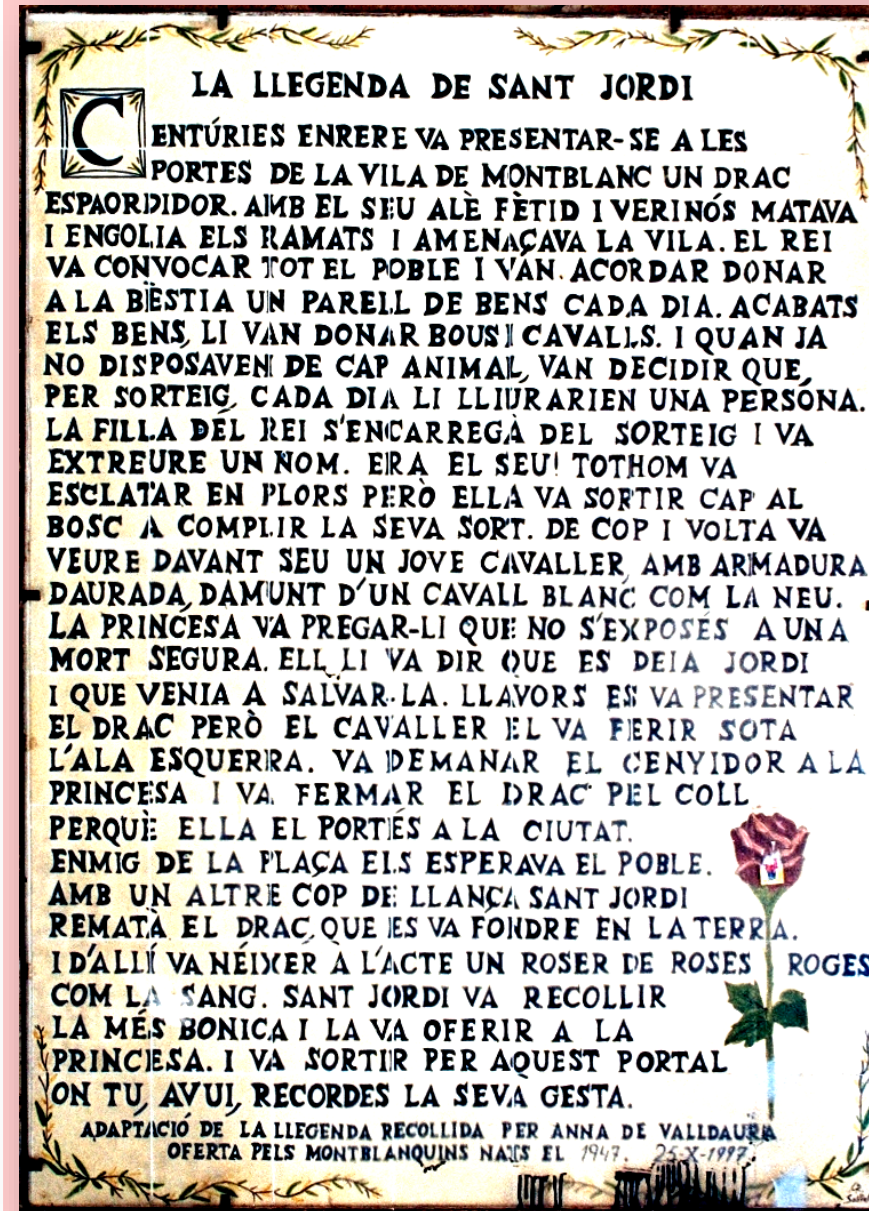 LA LLEGENDA DE SANT JORDI
CENTÚRIES ENRERE VA PRESENTAR-SE A LES
PORTES DE LA VILA DE MONTBLANC UN DRAC
ESPAORDIDOR. AMB EL SEU ALÈ FÈTID I VERINÓS MATAVA
I ENGOLIA ELS RAMATS I AMENAÇAVA LA VILA. EL REI
VA CONVOCAR TOT EL POBLE I VAN. ACORDAR DONAR
A LA BÈSTIA UN PARELL DE BENS CADA DIA. ACABATS
ELS BENS, LI VAN DONAR BOUS I CAVALLS. I QUAN JA
NO DISPOSAVEN DE CAP ANIMAL, VAN DECIDIR QUE,
PER SORTEIG, CADA DIA LI LLIURARIEN UNA PERSONA.
LA FILLA DEL REI S'ENCARREGÀ DEL SORTEIG I VA
EXTREURE UN NOM. ERA EL SEU! TOTHOM VA
ESCLATAR EN PLORS PERÒ ELLA VA SORTIR CAP AL
BOSC A COMPLIR LA SEVA SORT. DE COP I VOLTA VA
VEURE DAVANT SEU UN JOVE CAVALLER, AMB ARMADURA
DAURADA, DAMUNT D'UN CAVALL BLANC COM LA NEU.
LA PRINCESA VA PREGAR-LI QUE NO S'EXPOSÉS A UNA
MORT SEGURA. ELL LI VA DIR QUE ES DEIA JORDI
I QUE VENIA A SALVAR-LA. LLAVORS ES VA PRESENTAR
EL DRAC PERÒ EL CAVALLER EL VA FERIR SOTA
L'ALA ESQUERRA. VA DEMANAR EL CENYIDOR A LA
PRINCESA I VA FERMAR EL DRAC PEL COLL
PERQUÈ ELLA EL PORTÉS A LA CIUTAT.
ENMIG DE LA PLAÇA ELS ESPERAVA EL POBLE.
AMB UN ALTRE COP DE LLANÇA SANT JORDI
REMATÀ EL DRAC, QUE ES VA FONDRE EN LA TERRA.
I D'ALLÍ VA NÉIXER A L'ACTE UN ROSER DE ROSES ROGES
COM LA SANG. SANT JORDI VA RECOLLIR
LA MÉS BONICA I LA VA OFERIR A LA
PRINCESA. I VA SORTIR PER AQUEST PORTAL
ON TU, AVUI, RECORDES LA SEVA GESTA.
ADAPTACIÓ DE LA LLEGENDA RECOLLIDA PER ANNA DE VALLDAURA
OFERTA PELS MONTBLANQUINS NATS EL 1947. 25-X-1997.